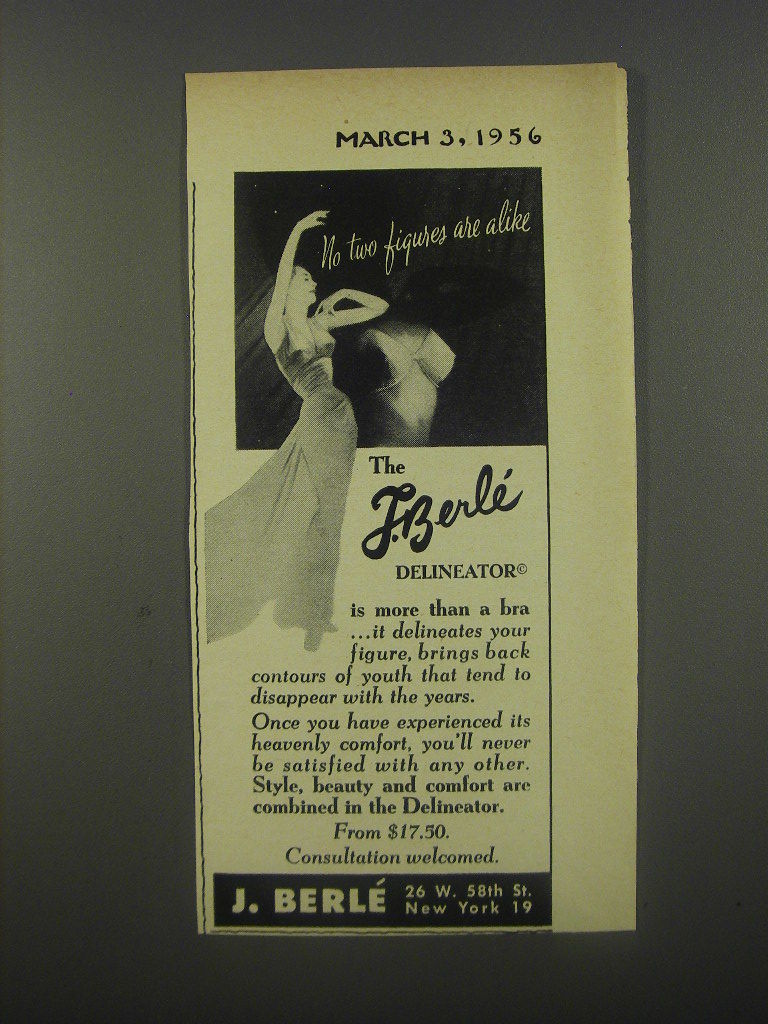 MARCH 3, 1956
No two figures are alike
The
J. Berlé
DELINEATOR©
is more than a bra
...it delineates your
figure, brings back
contours of youth that tend to
disappear with the years.
Once you have experienced its
heavenly comfort, you'll never
be satisfied with any other.
Style, beauty and comfort are
combined in the Delineator.
From $17.50.
Consultation welcomed.
J. BERLÉ
26 W. 58th St.
New York 19